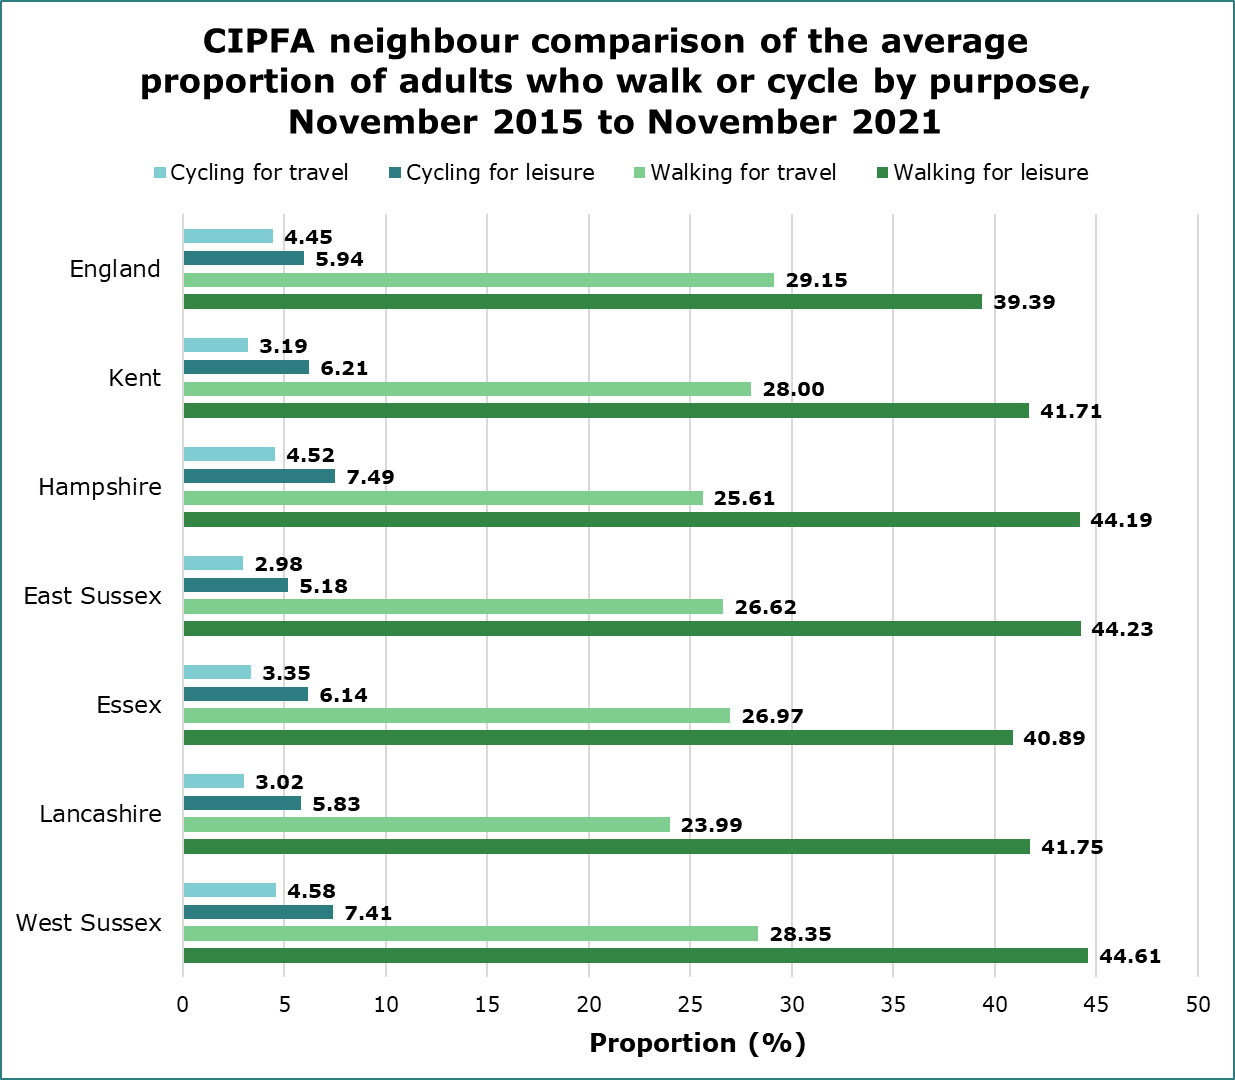 CIPFA neighbour comparison of the average
proportion of adults who walk or cycle by purpose,
November 2015 to November 2021
Cycling for travel Cycling for leisure Walking for travel Walking for leisure
England
4.45
5.94
29.15
39.39
Kent
3.19
6.21
28.00
41.71
Hampshire
4.52
7.49
25.61
44.19
East Sussex
2.98
5.18
26.62
44.23
Essex
3.35
6.14
26.97
40.89
Lancashire
3.02
5.83
23.99
41.75
West Sussex
4.58
7.41
28.35
44.61
0 5 10 15 20 25 30 35 40 45 50
Proportion (%)